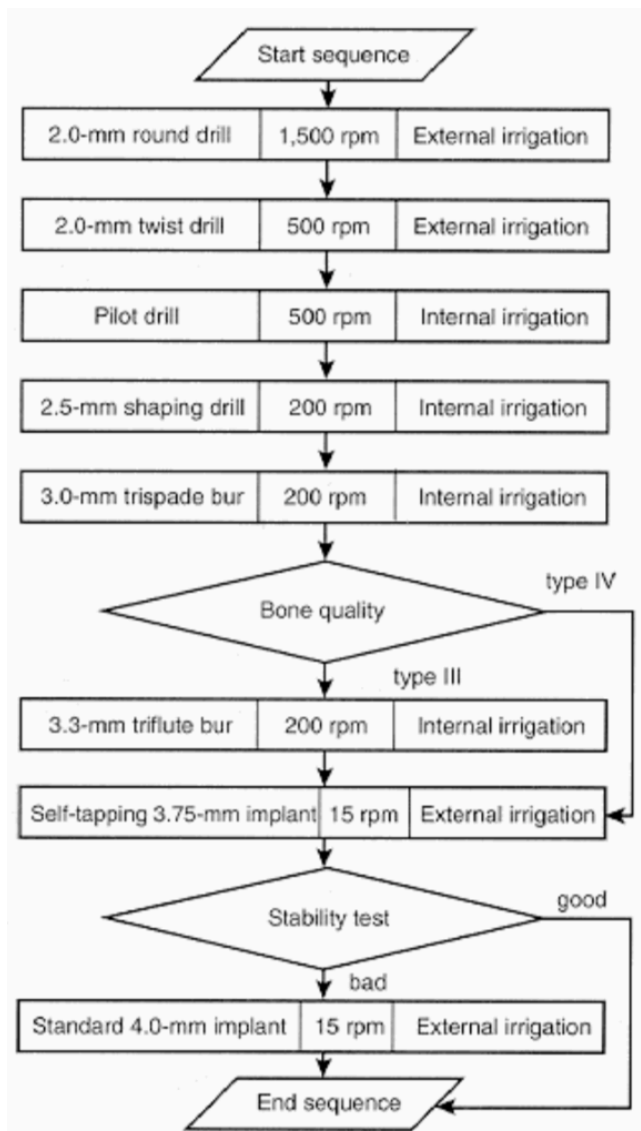 Start sequence
2.0-mm round drill 1,500 rpm External irrigation
2.0-mm twist drill 500 rpm External irrigation
Pilot drill 500 rpm Internal irrigation
2.5-mm shaping drill 200 rpm Internal irrigation
3.0-mm trispade bur 200 rpm Internal irrigation
type IV
Bone quality
type III
3.3-mm triflute bur 200 rpm Internal irrigation
Self-tapping 3.75-mm implant 15 rpm External irrigation
good
Stability test
bad
Standard 4.0-mm implant 15 rpm External irrigation
End sequence